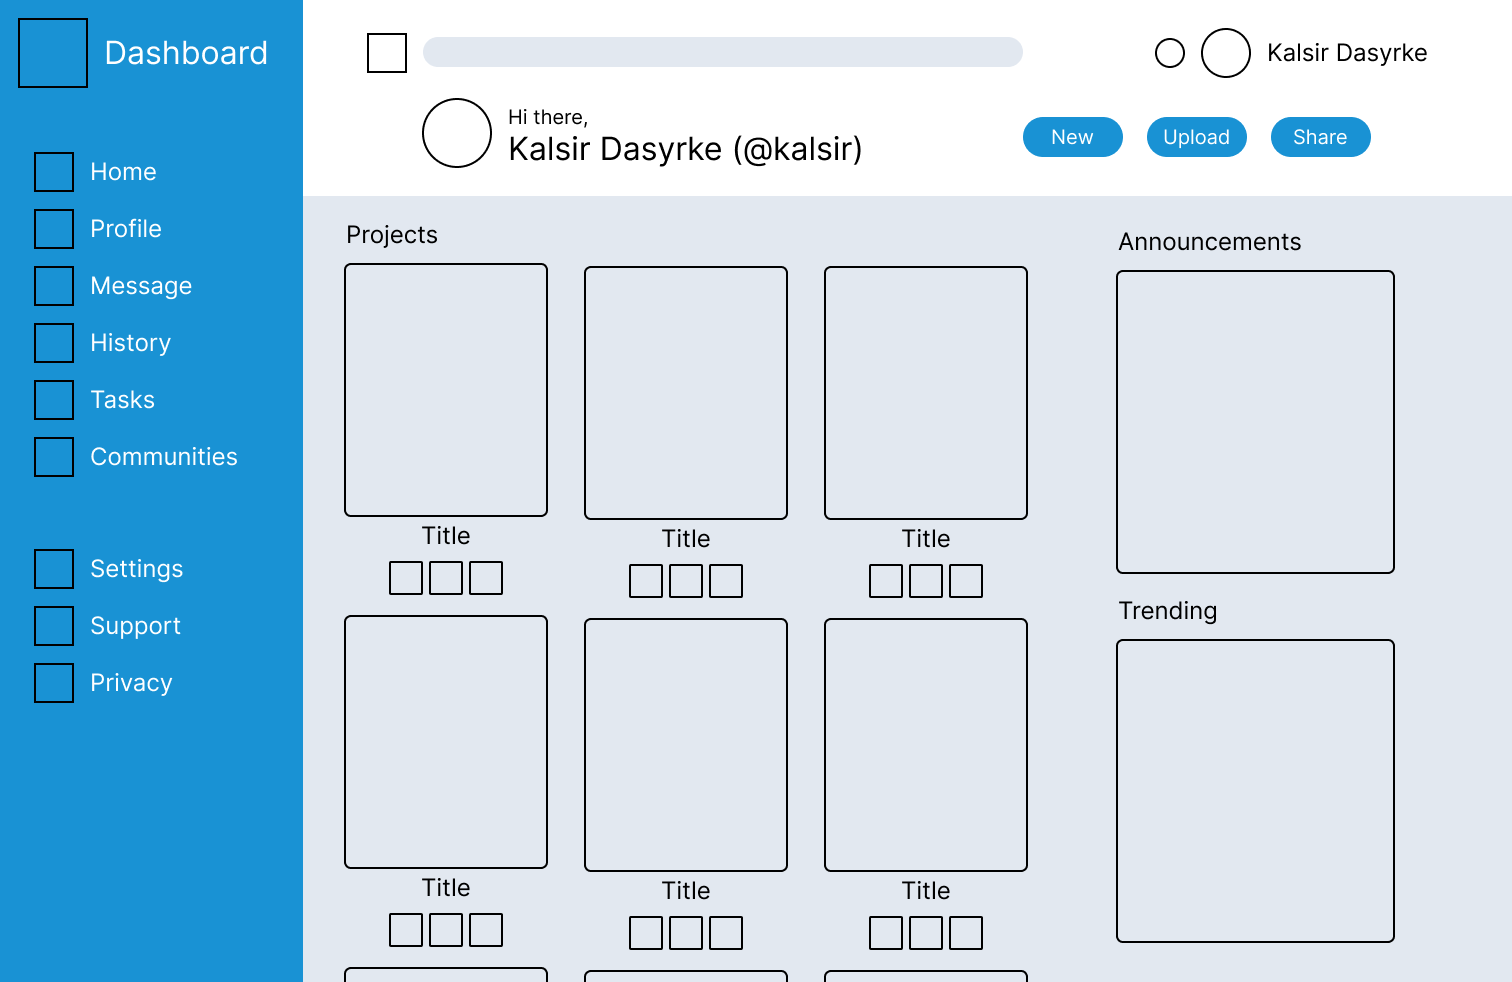 Dashboard
Home
Profile
Message
History
Tasks
Communities
Settings
Support
Privacy
Kalsir Dasyrke
Hi there,
Kalsir Dasyrke (@kalsir)
New
Upload
Share
Projects
Title
Title
Title
Title
Title
Title
Announcements
Trending